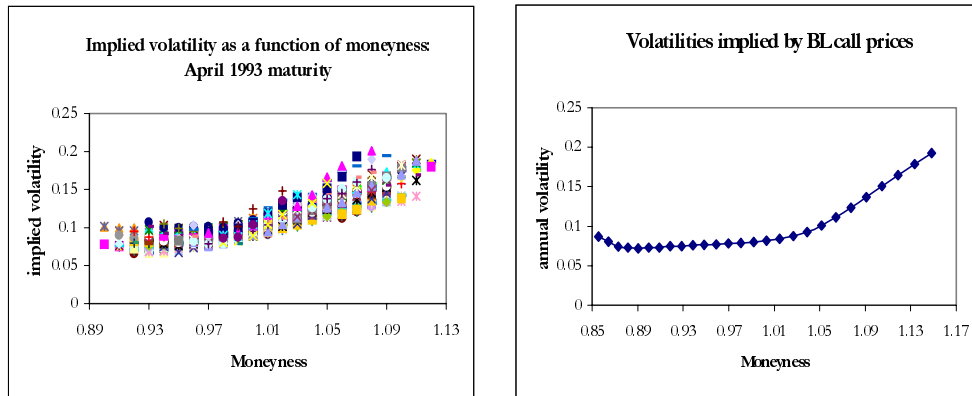 Implied volatility as a function of moneyness:
April 1993 maturity
0.25
0.2
0.15
0.1
0.05
0
implied volatility
0.89 0.93 0.97 1.01 1.05 1.09 1.13
Moneyness
Volatilities implied by BL call prices
0.25
0.2
0.15
0.1
0.05
0
annual volatility
0.85 0.89 0.93 0.97 1.01 1.05 1.09 1.13 1.17
Moneyness